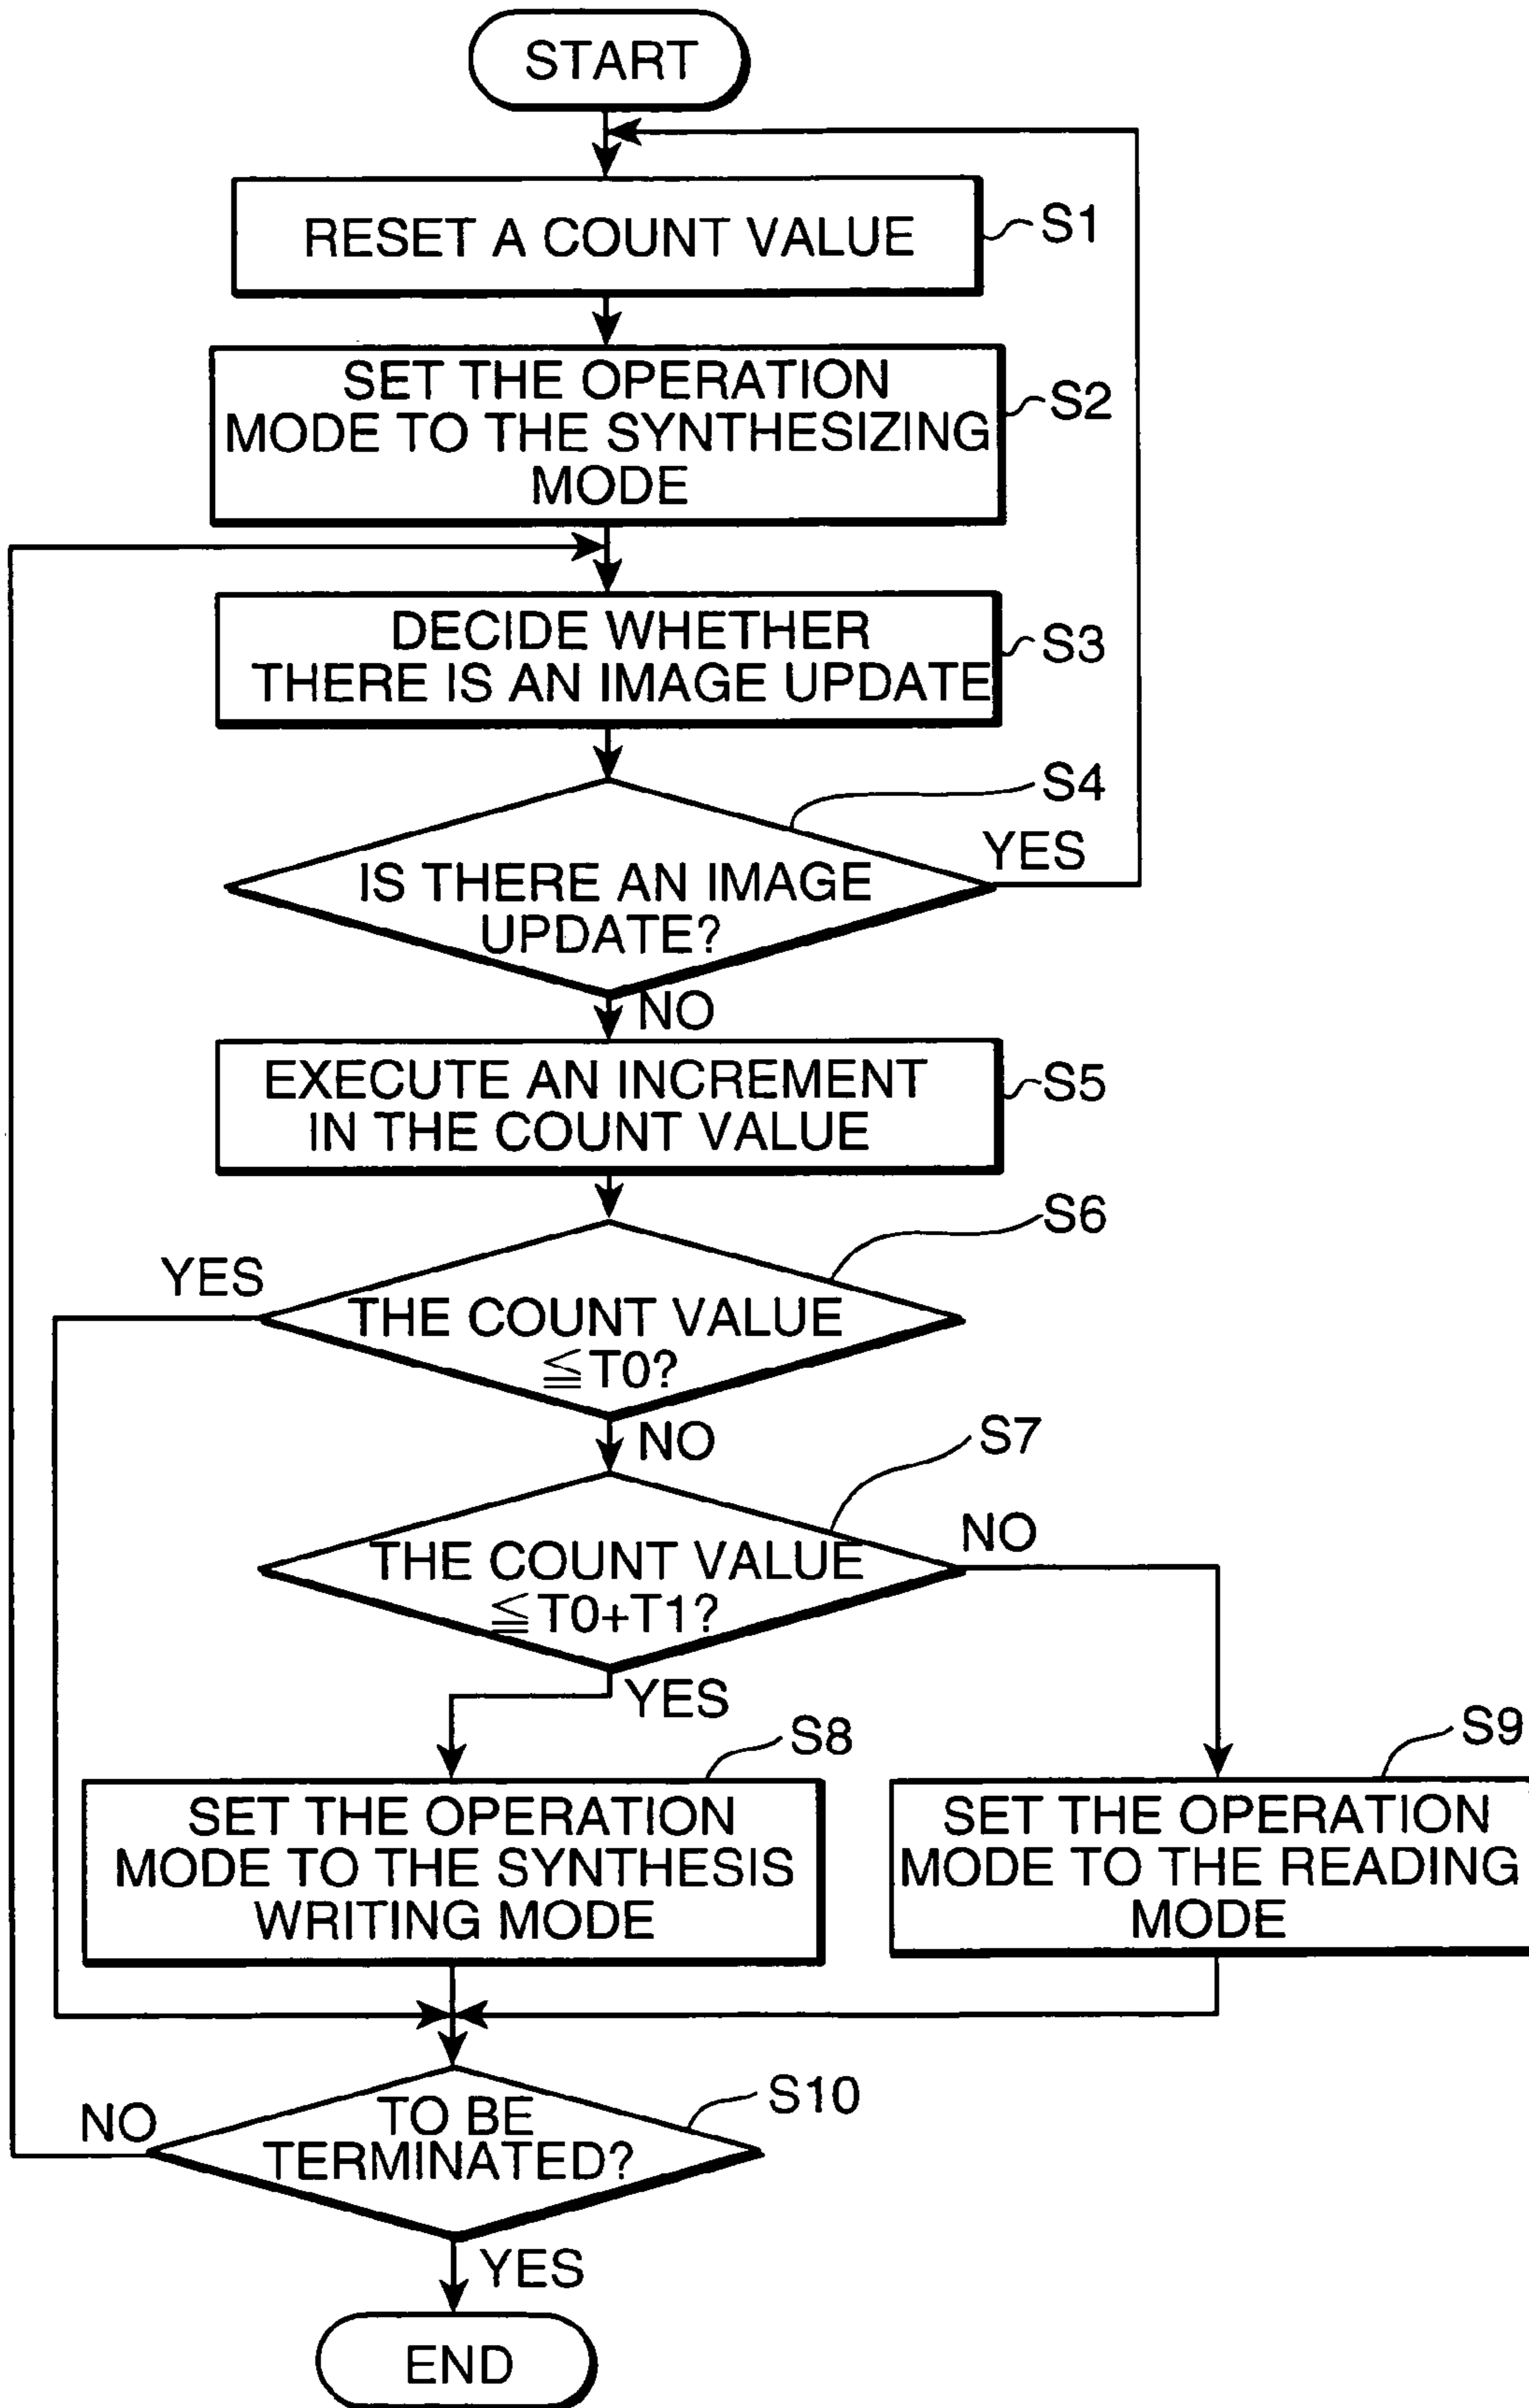 START
RESET A COUNT VALUE
S1
SET THE OPERATION
MODE TO THE SYNTHESIZING
MODE
S2
DECIDE WHETHER
THERE IS AN IMAGE UPDATE
S3
S4
YES
IS THERE AN IMAGE
UPDATE?
NO
EXECUTE AN INCREMENT
IN THE COUNT VALUE
S5
S6
YES
THE COUNT VALUE
≦T0?
NO
S7
NO
THE COUNT VALUE
≦T0+T1?
YES
S8
S9
SET THE OPERATION
MODE TO THE SYNTHESIS
WRITING MODE
SET THE OPERATION
MODE TO THE READING
MODE
S10
NO
TO BE
TERMINATED?
YES
END